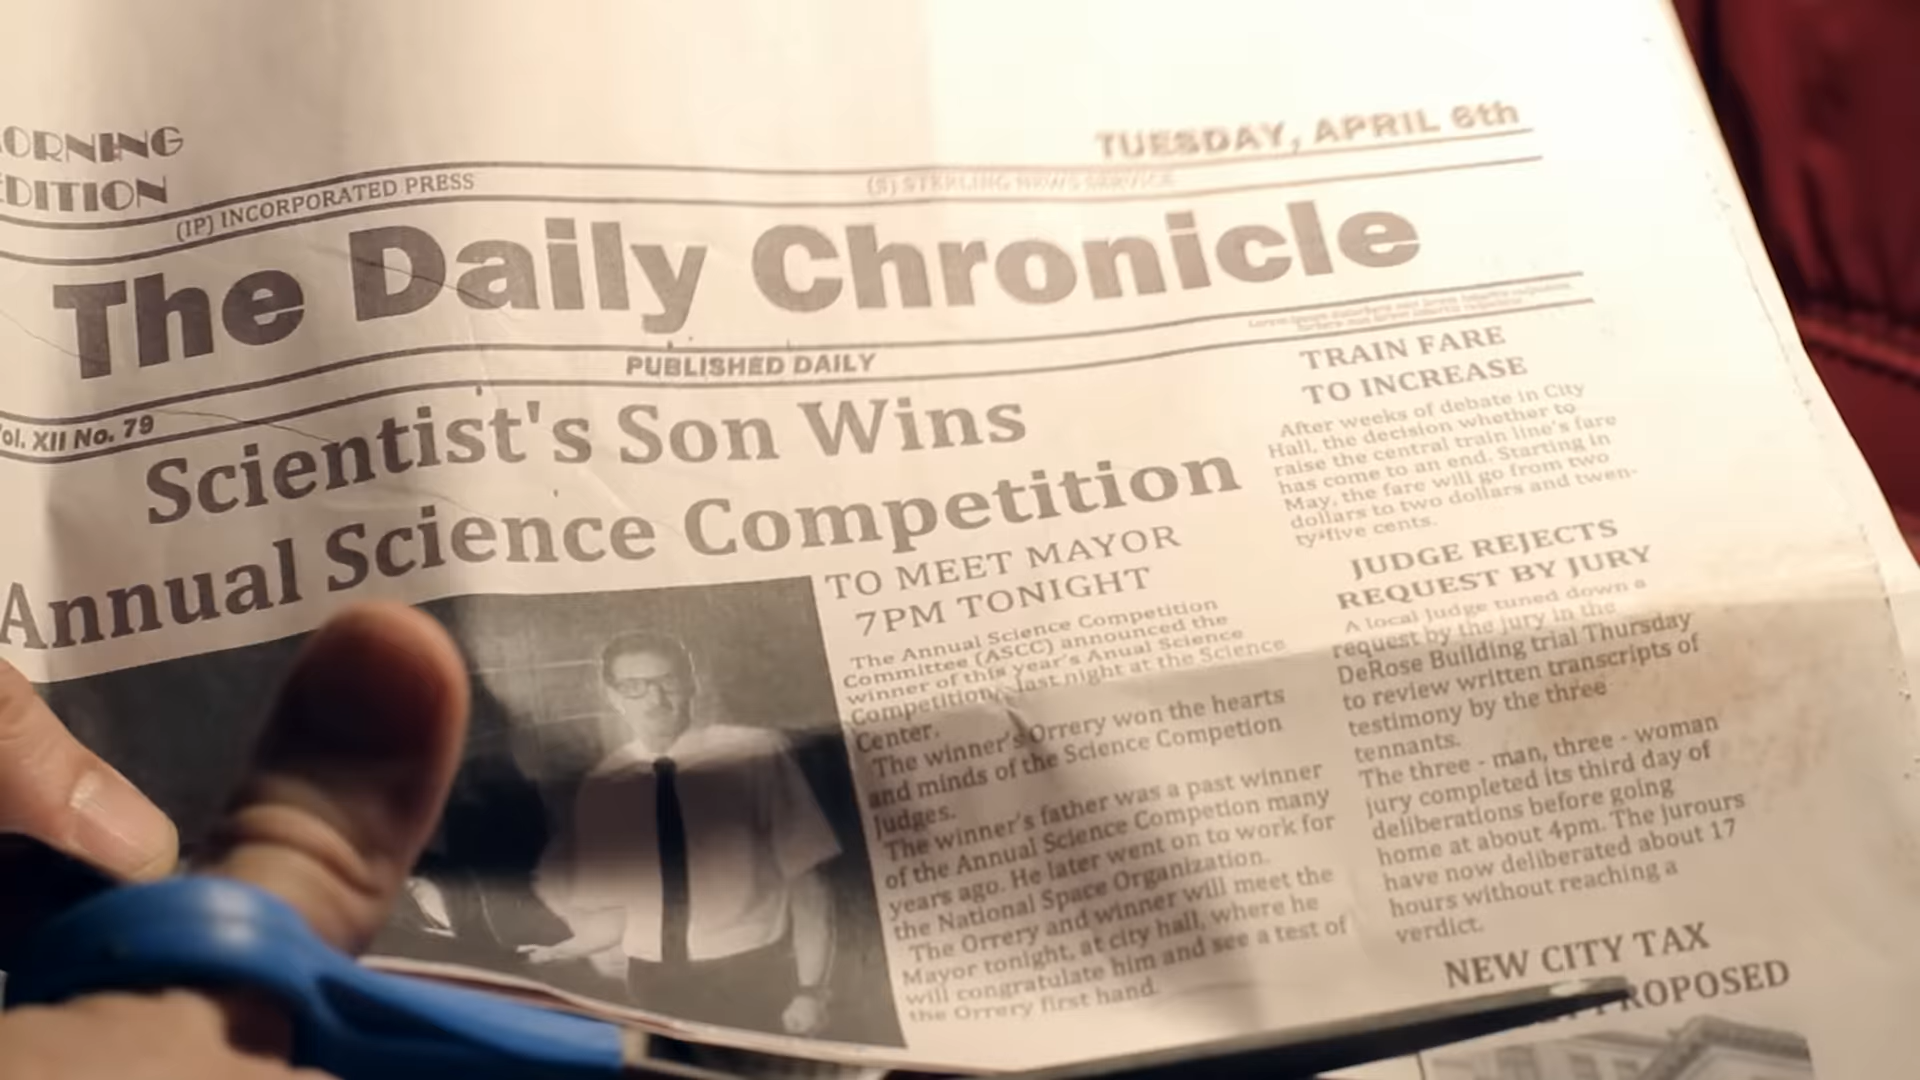 ORNING
DITION
TUESDAY, APRIL 6th
(IP) INCORPORATED PRESS
(S) STERLING NEWS SERVICE
The Daily Chronicle
PUBLISHED DAILY
ol. XII No. 79
Scientist's Son Wins
Annual Science Competition
TO MEET MAYOR
7PM TONIGHT
The Annual Science Competition
Committee (ASCC) announced the
winner of this year's Anual Science
Competition, last night at the Science
Center.
The winner's Orrery won the hearts
and minds of the Science Competion
Judges.
The winner's father was a past winner
of the Annual Science Competion many
years ago. He later went on to work for
the National Space Organization.
The Orrery and winner will meet the
Mayor tonight, at city hall, where he
will congratulate him and see a test of
the Orrery first hand.
TRAIN FARE
TO INCREASE
After weeks of debate in City
Hall, the decision whether to
raise the central train line's fare
has come to an end. Starting in
May, the fare will go from two
dollars to two dollars and twen-
ty-five cents.
JUDGE REJECTS
REQUEST BY JURY
A local Judge tuned down a
request by the jury in the
DeRose Building trial Thursday
to review written transcripts of
testimony by the three
tennants.
The three - man, three - woman
jury completed its third day of
deliberations before going
home at about 4pm. The jurours
have now deliberated about 17
hours without reaching a
verdict.
NEW CITY TAX
ROPOSED